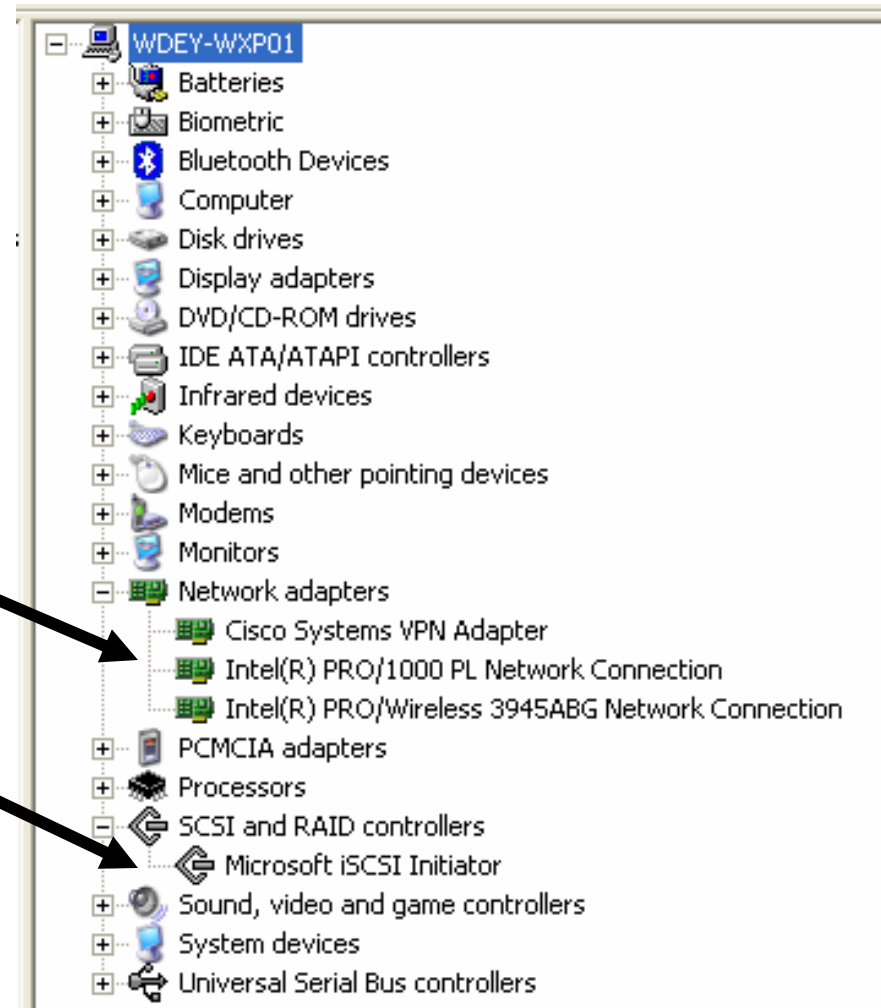 WDEY-WXP01
Batteries
Biometric
Bluetooth Devices
Computer
Disk drives
Display adapters
DVD/CD-ROM drives
IDE ATA/ATAPI controllers
Infrared devices
Keyboards
Mice and other pointing devices
Modems
Monitors
Network adapters
Cisco Systems VPN Adapter
Intel(R) PRO/1000 PL Network Connection
Intel(R) PRO/Wireless 3945ABG Network Connection
PCMCIA adapters
Processors
SCSI and RAID controllers
Microsoft iSCSI Initiator
Sound, video and game controllers
System devices
Universal Serial Bus controllers